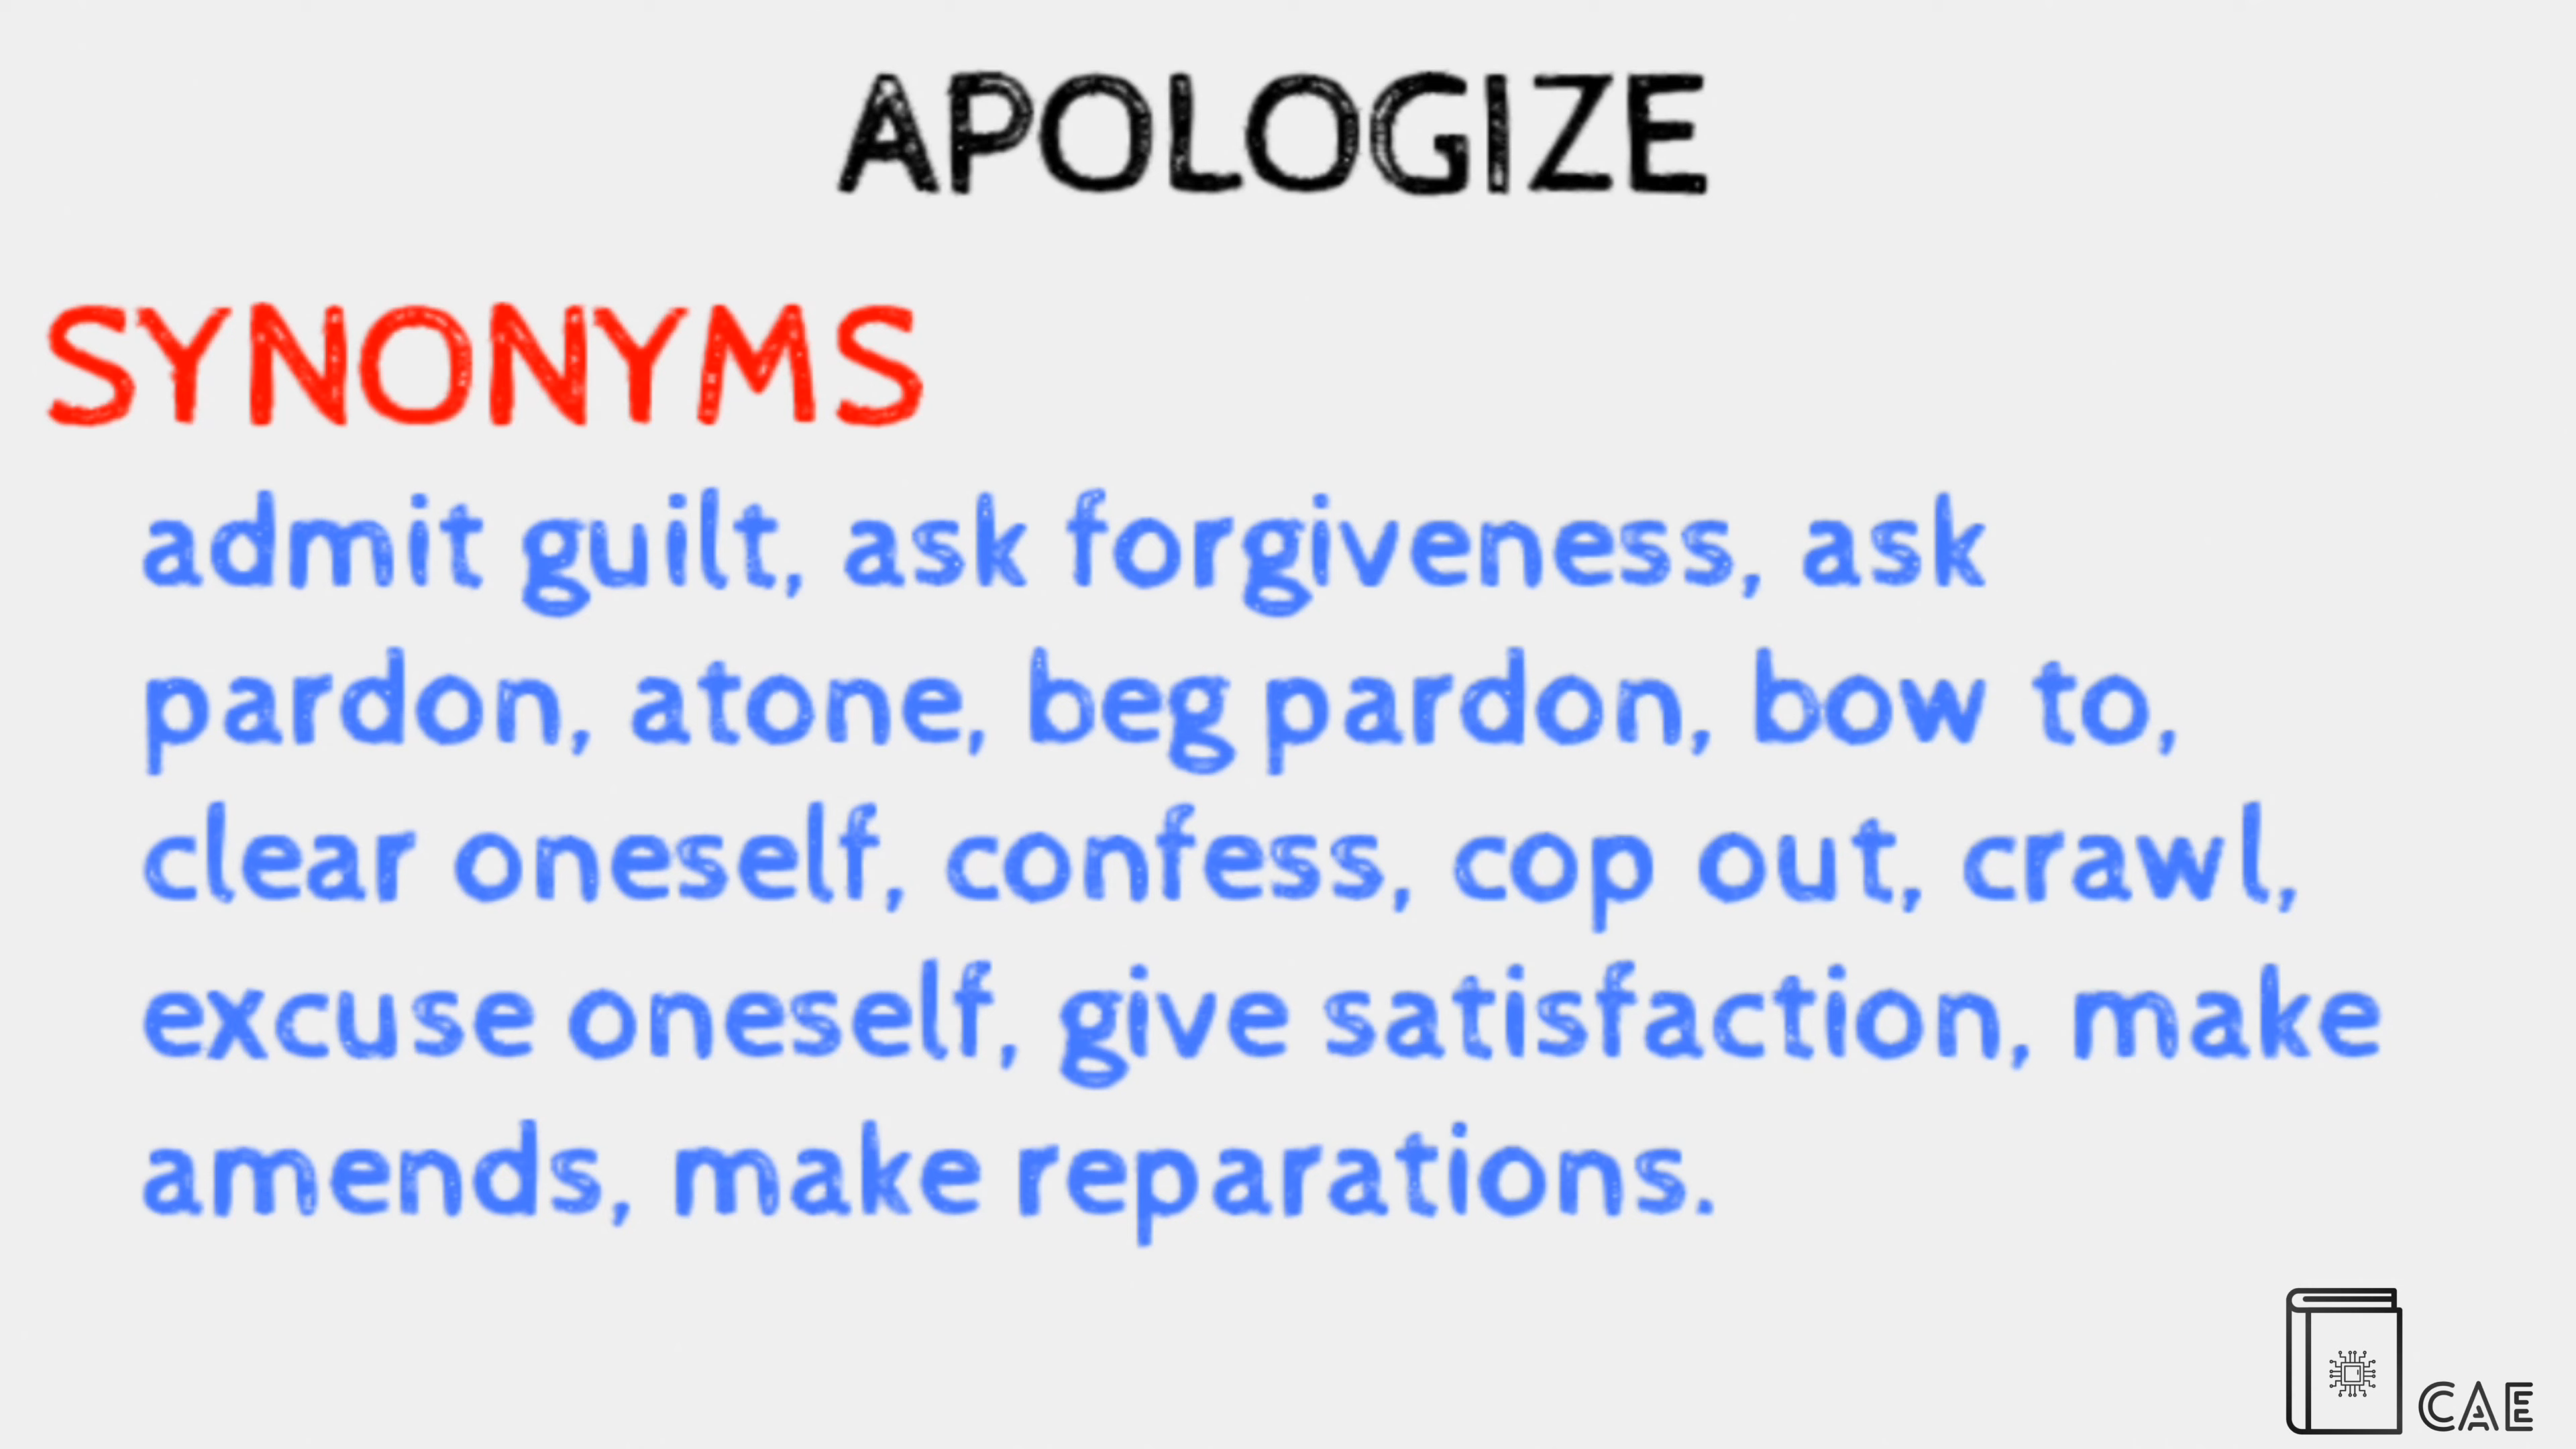 APOLOGIZE
SYNONYMS
admit guilt, ask forgiveness, ask
pardon, atone, beg pardon, bow to,
clear oneself, confess, cop out, crawl,
excuse oneself, give satisfaction, make
amends, make reparations.
CAE